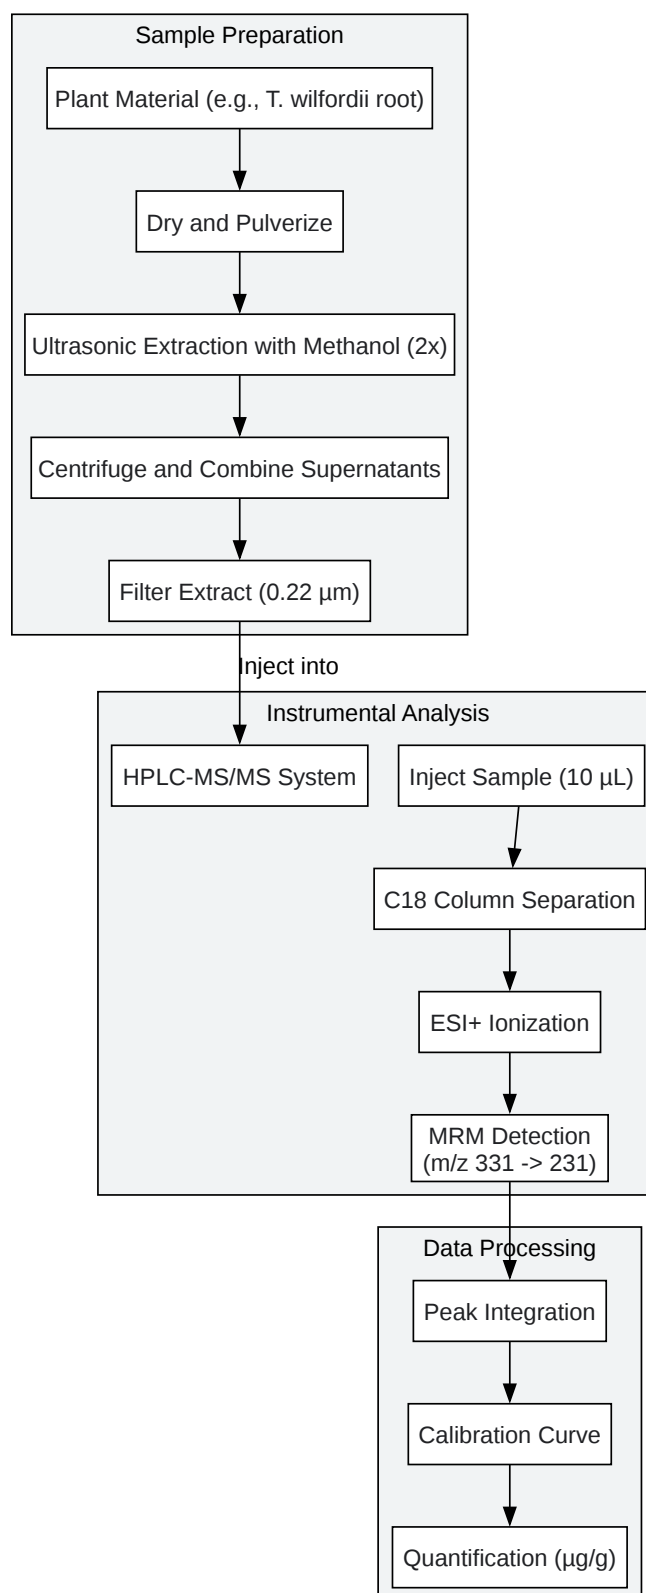 Sample Preparation
Plant Material (e.g., T. wilfordii root)
Dry and Pulverize
Ultrasonic Extraction with Methanol (2x)
Centrifuge and Combine Supernatants
Filter Extract (0.22 µm)
Inject into
Instrumental Analysis
HPLC-MS/MS System
Inject Sample (10 µL)
C18 Column Separation
ESI+ Ionization
MRM Detection
(m/z 331 -> 231)
Data Processing
Peak Integration
Calibration Curve
Quantification (µg/g)